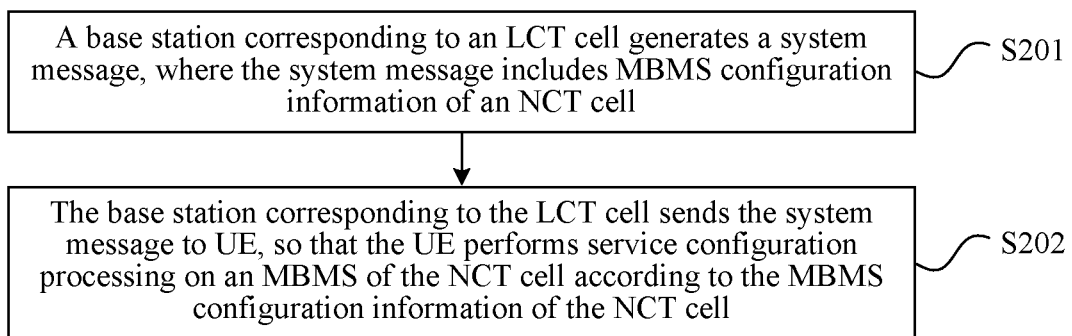 A base station corresponding to an LCT cell generates a system
message, where the system message includes MBMS configuration
information of an NCT cell
S201
The base station corresponding to the LCT cell sends the system
message to UE, so that the UE performs service configuration
processing on an MBMS of the NCT cell according to the MBMS
configuration information of the NCT cell
S202